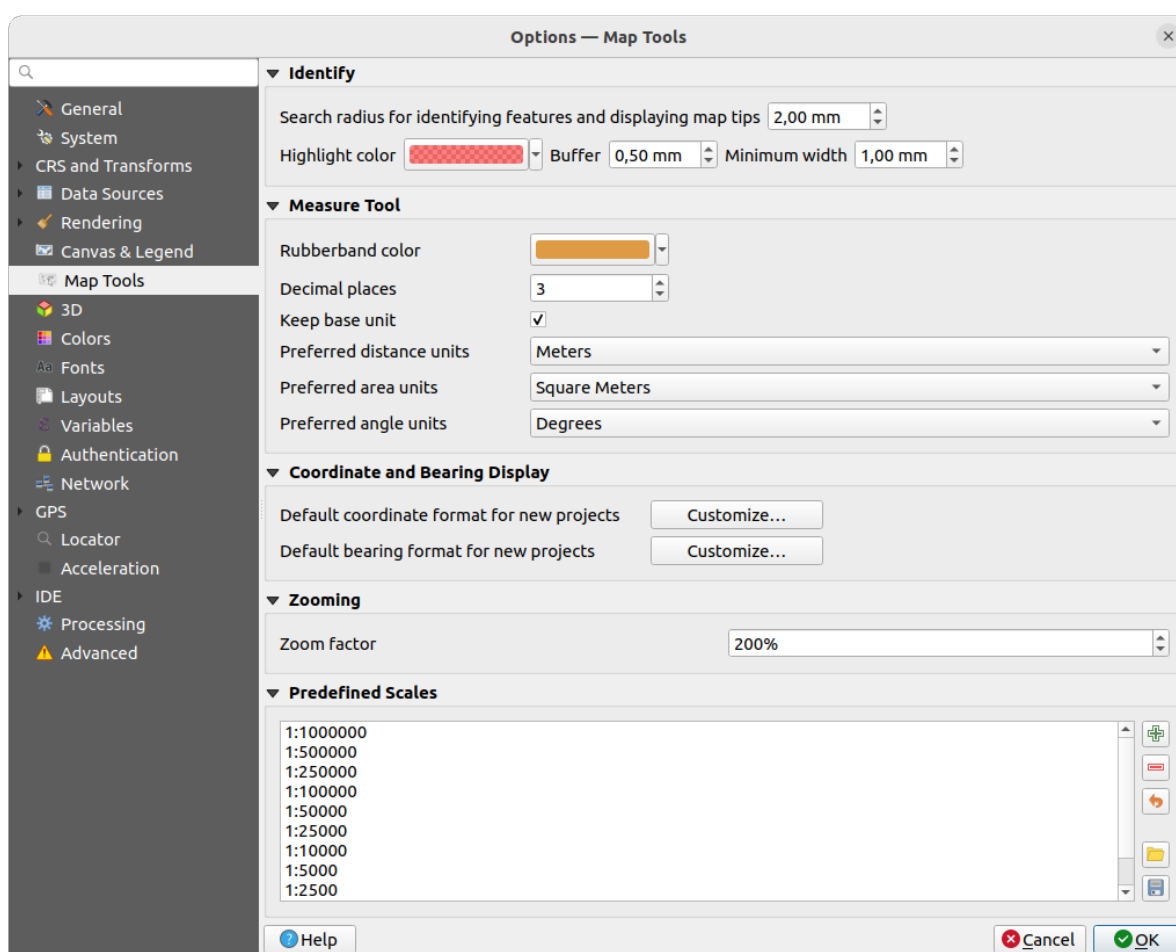 Options — Map Tools
General
System
CRS and Transforms
Data Sources
Rendering
Canvas & Legend
Map Tools
3D
Colors
Aa Fonts
Layouts
ε Variables
Authentication
Network
GPS
Locator
Acceleration
IDE
Processing
Advanced
Identify
Search radius for identifying features and displaying map tips 2,00 mm
Highlight color Buffer 0,50 mm Minimum width 1,00 mm
Measure Tool
Rubberband color
Decimal places 3
Keep base unit
Preferred distance units Meters
Preferred area units Square Meters
Preferred angle units Degrees
Coordinate and Bearing Display
Default coordinate format for new projects Customize…
Default bearing format for new projects Customize…
Zooming
Zoom factor 200%
Predefined Scales
1:1000000
1:500000
1:250000
1:100000
1:50000
1:25000
1:10000
1:5000
1:2500
Help Cancel OK